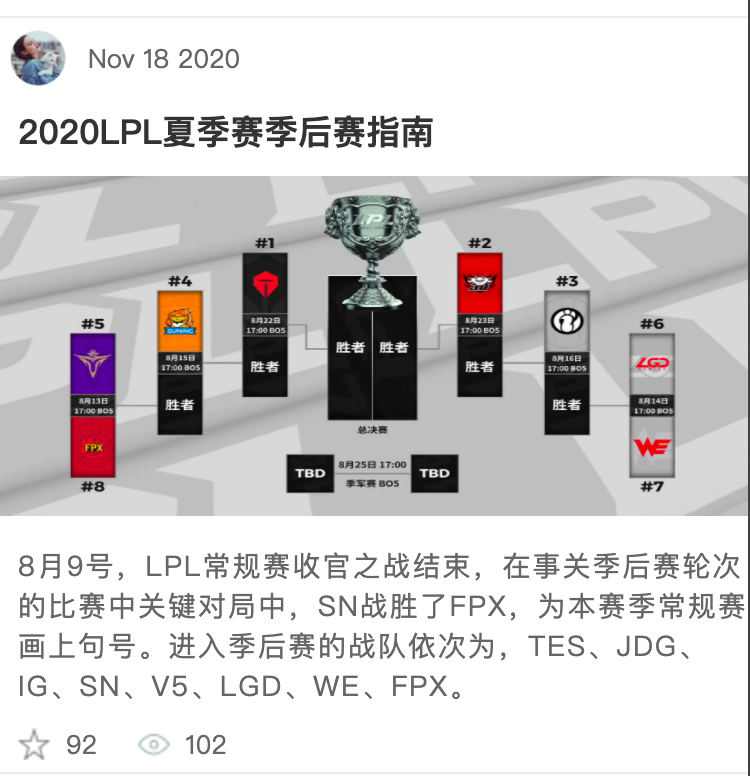 Nov 18 2020
2020LPL夏季赛季后赛指南
LPL
#1
#2
#4
#3
#5
#6
SUNING
LGD
8月22日
17:00 BO5
8月23日
17:00 BO5
胜者
胜者
胜者
胜者
8月15日
17:00 BO5
8月16日
17:00 BO5
胜者
胜者
8月13日
17:00 BO5
8月14日
17:00 BO5
FPX
WE
#8
#7
总决赛
TBD
8月25日 17:00
季军赛 BO5
TBD
8月9号，LPL常规赛收官之战结束，在事关季后赛轮次
的比赛中关键对局中，SN战胜了FPX，为本赛季常规赛
画上句号。进入季后赛的战队依次为，TES、JDG、
IG、SN、V5、LGD、WE、FPX。
92
102